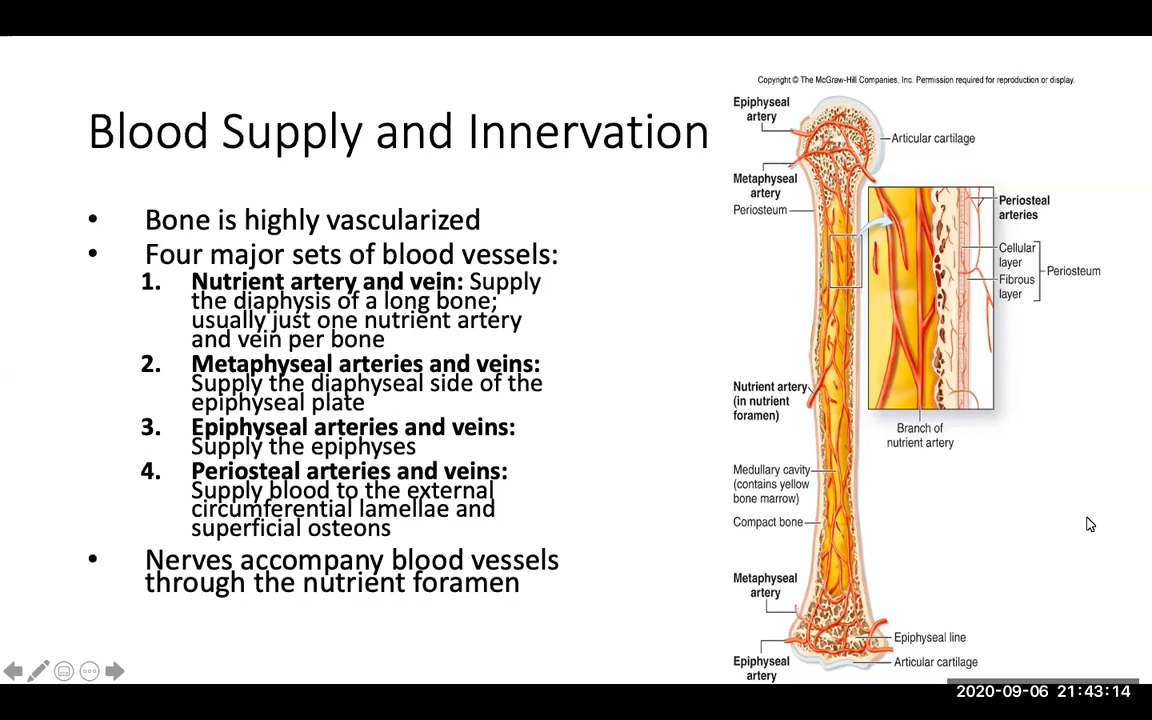 Copyright © The McGraw-Hill Companies, Inc. Permission required for reproduction or display.
Blood Supply and Innervation
• Bone is highly vascularized
• Four major sets of blood vessels:
1. Nutrient artery and vein: Supply
the diaphysis of a long bone;
usually just one nutrient artery
and vein per bone
2. Metaphyseal arteries and veins:
Supply the diaphyseal side of the
epiphyseal plate
3. Epiphyseal arteries and veins:
Supply the epiphyses
4. Periosteal arteries and veins:
Supply blood to the external
circumferential lamellae and
superficial osteons
• Nerves accompany blood vessels
through the nutrient foramen
Epiphyseal
artery
Articular cartilage
Metaphyseal
artery
Periosteum
Periosteal
arteries
Cellular
layer
Fibrous
layer
Periosteum
Nutrient artery
(in nutrient
foramen)
Branch of
nutrient artery
Medullary cavity
(contains yellow
bone marrow)
Compact bone
Metaphyseal
artery
Epiphyseal line
Epiphyseal
artery
Articular cartilage
2020-09-06 21:43:14